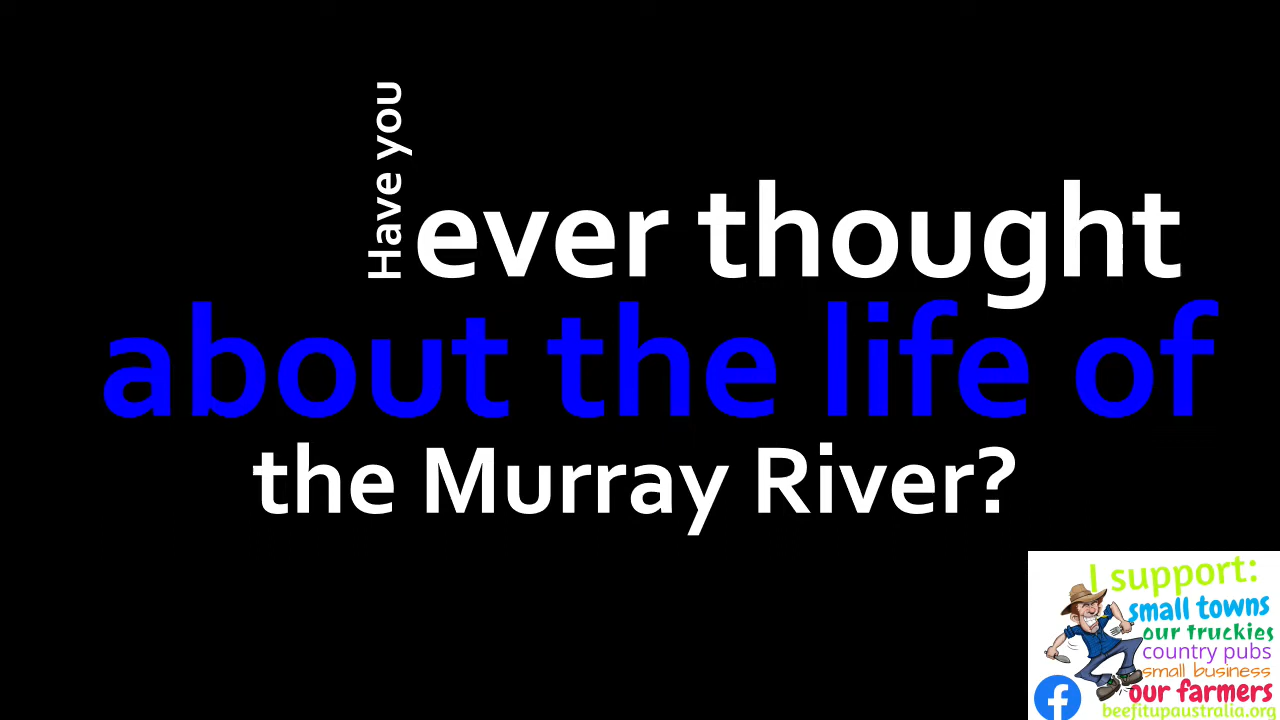 Have you
ever thought
about the life of
the Murray River?
I support:
small towns
our truckies
country pubs
small business
our farmers
beefitupaustralia.org